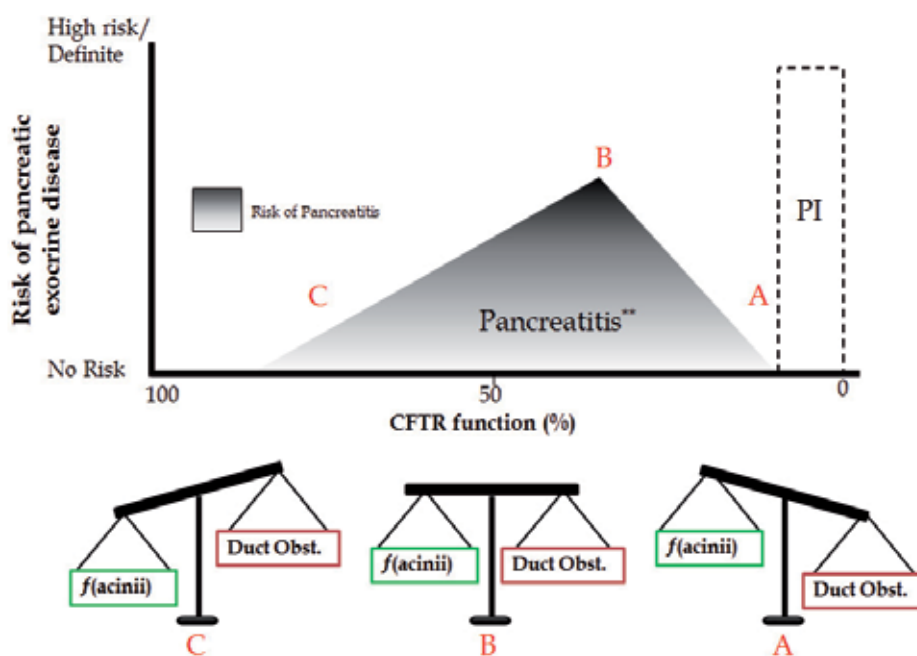 High risk/
Definite
Risk of pancreatic
exocrine disease
B
PI
Risk of Pancreatitis
C
A
Pancreatitis**
No Risk
100
50
0
CFTR function (%)
f(acinii)
Duct Obst.
f(acinii)
Duct Obst.
f(acinii)
Duct Obst.
C
B
A